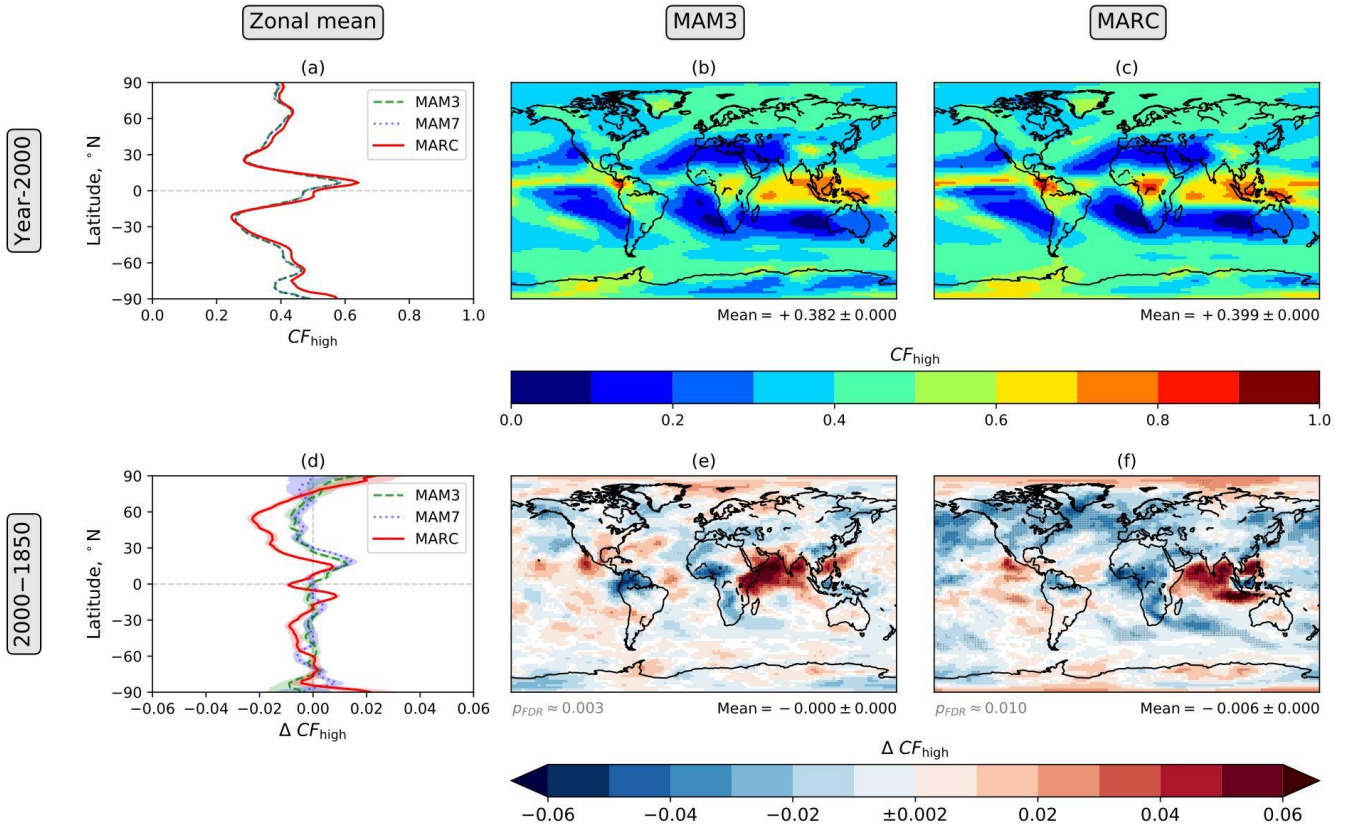 Zonal mean
MAM3
MARC
Year-2000
(a)
90
60
30
0
−30
−60
−90
Latitude, °N
MAM3
MAM7
MARC
0.0 0.2 0.4 0.6 0.8 1.0
CF_high
(b)
Mean = +0.382 ± 0.000
(c)
Mean = +0.399 ± 0.000
CF_high
0.0 0.2 0.4 0.6 0.8 1.0
2000−1850
(d)
90
60
30
0
−30
−60
−90
Latitude, °N
MAM3
MAM7
MARC
−0.06 −0.04 −0.02 0.00 0.02 0.04 0.06
Δ CF_high
(e)
p_FDR ≈ 0.003 Mean = −0.000 ± 0.000
(f)
p_FDR ≈ 0.010 Mean = −0.006 ± 0.000
Δ CF_high
−0.06 −0.04 −0.02 ±0.002 0.02 0.04 0.06